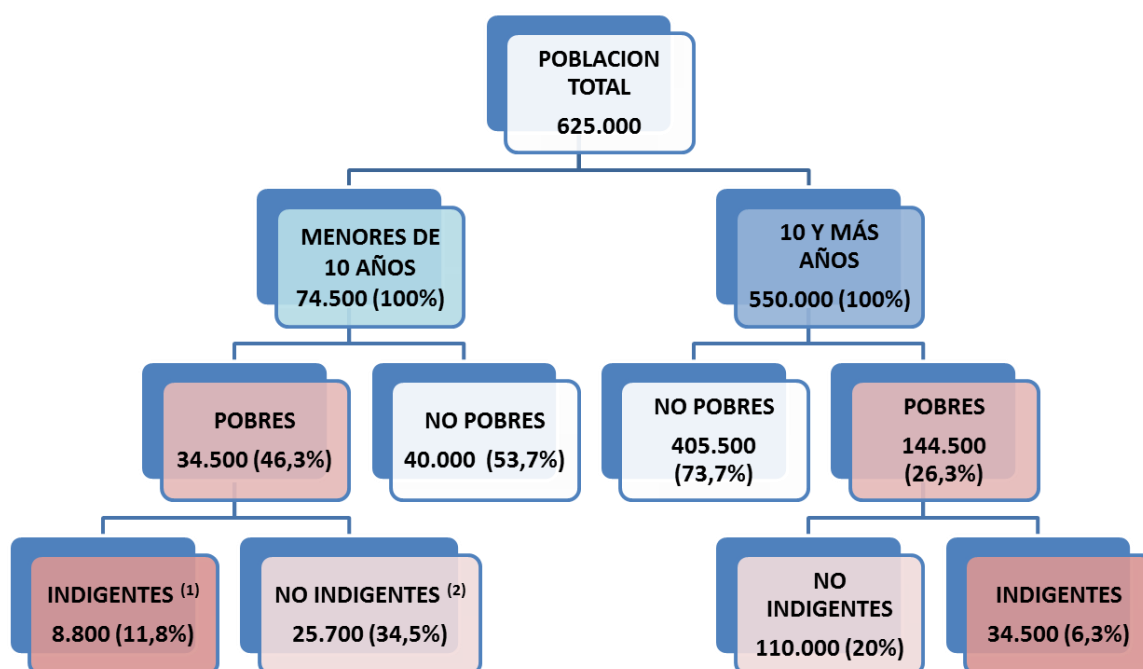 POBLACION
TOTAL
625.000
MENORES DE
10 AÑOS
74.500 (100%)
10 Y MÁS
AÑOS
550.000 (100%)
POBRES
34.500 (46,3%)
NO POBRES
40.000 (53,7%)
NO POBRES
405.500
(73,7%)
POBRES
144.500
(26,3%)
INDIGENTES (1)
8.800 (11,8%)
NO INDIGENTES (2)
25.700 (34,5%)
NO
INDIGENTES
110.000 (20%)
INDIGENTES
34.500 (6,3%)